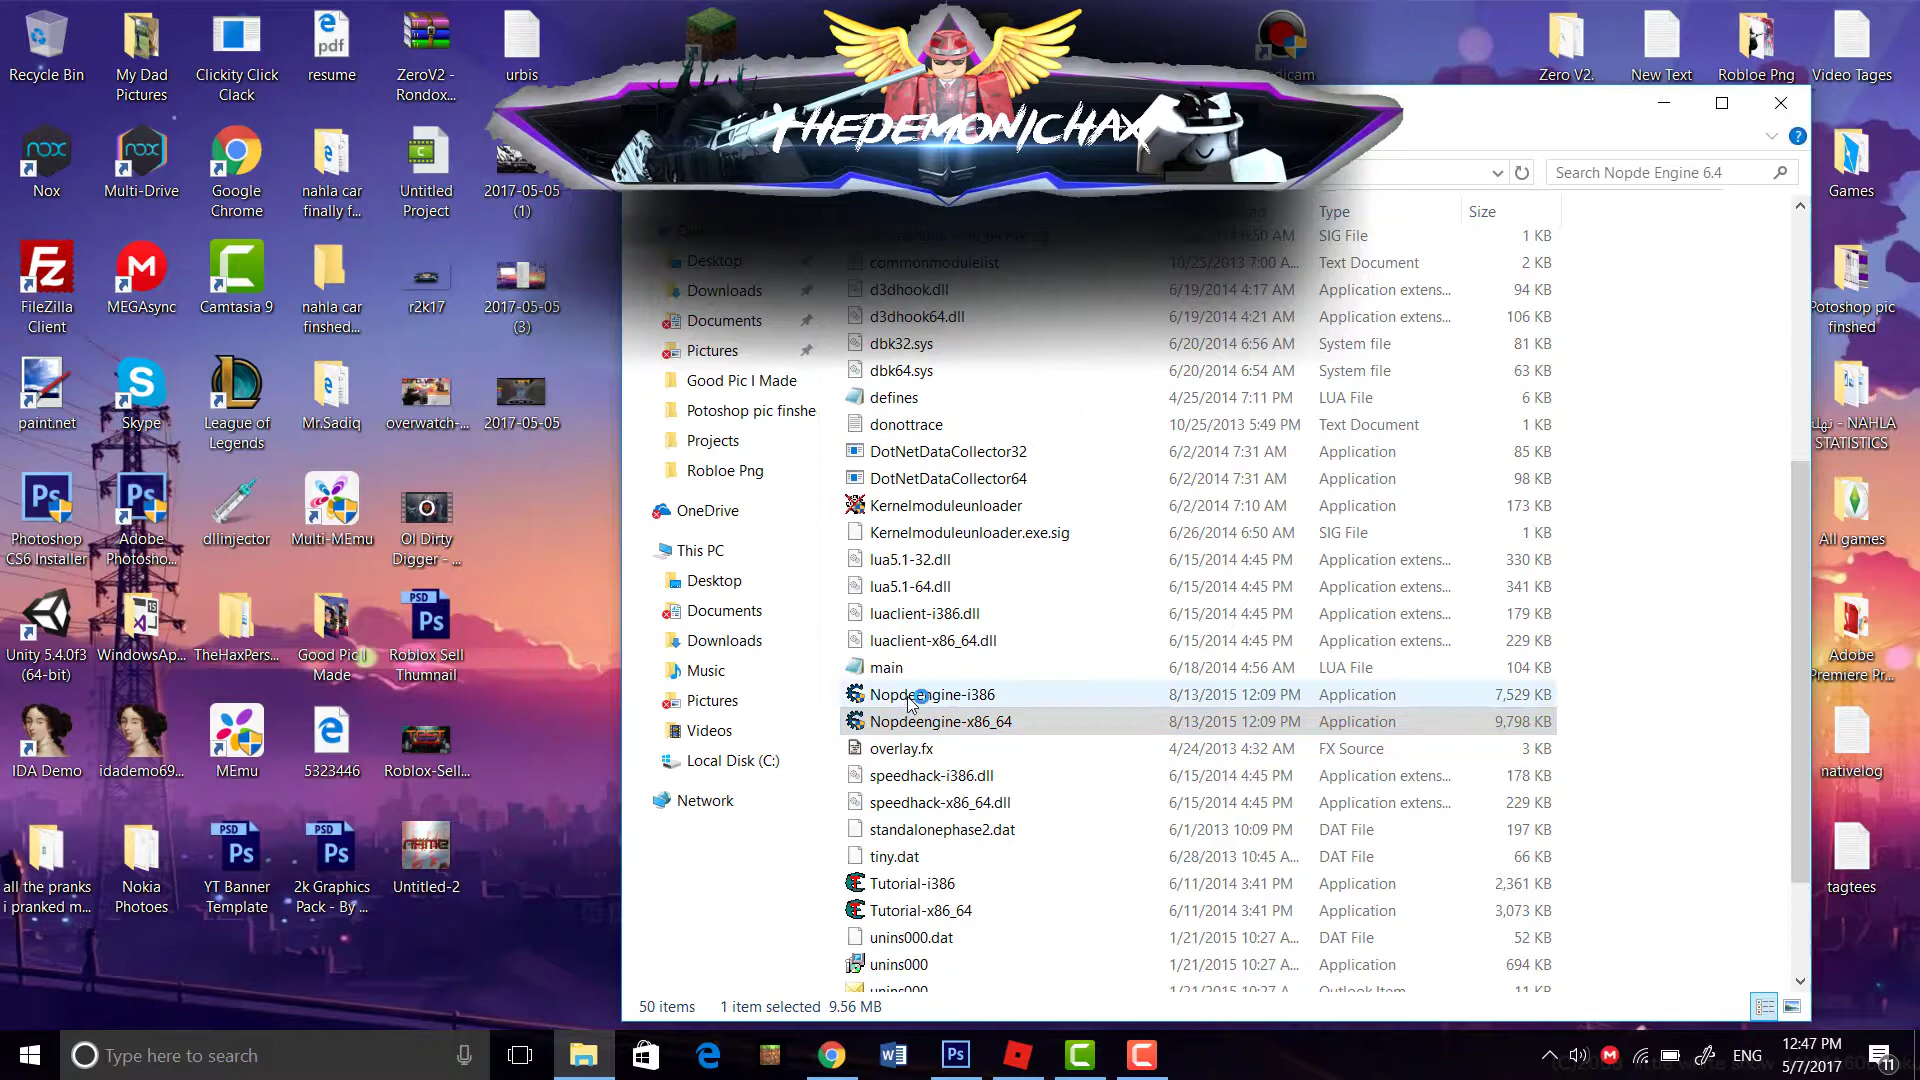 Recycle Bin
My Dad
Pictures
Clickity Click
Clack
resume
ZeroV2 -
Rondox...
urbis
Zero V2.
New Text
Robloe Png
Video Tages
THEDEMONICHAX
Nox
Multi-Drive
Google
Chrome
nahla car
finally f...
Untitled
Project
2017-05-05
(1)
Games
FileZilla
Client
MEGAsync
Camtasia 9
nahla car
finshed...
r2k17
2017-05-05
(3)
Potoshop pic
finshed
paint.net
Skype
League of
Legends
Mr.Sadiq
overwatch-...
2017-05-05
نهلة - NAHLA
STATISTICS
Photoshop
CS6 Installer
Adobe
Photosho...
dllinjector
Multi-MEmu
Ol Dirty
Digger - ...
All games
Unity 5.4.0f3
(64-bit)
WindowsAp...
TheHaxPers...
Good Pic I
Made
Roblox Sell
Thumnail
Adobe
Premiere Pr...
IDA Demo
idademo69...
MEmu
5323446
Roblox-Sell...
nativelog
all the pranks
i pranked m...
Nokia
Photoes
YT Banner
Template
2k Graphics
Pack - By ...
Untitled-2
tagtees
Search Nopde Engine 6.4
Type
Size
6:50 AM
SIG File
1 KB
Desktop
Downloads
Documents
Pictures
Good Pic I Made
Potoshop pic finshe
Projects
Robloe Png
OneDrive
This PC
Desktop
Documents
Downloads
Music
Pictures
Videos
Local Disk (C:)
Network
commonmodulelist 10/25/2013 7:00 A... Text Document 2 KB
d3dhook.dll 6/19/2014 4:17 AM Application extens... 94 KB
d3dhook64.dll 6/19/2014 4:21 AM Application extens... 106 KB
dbk32.sys 6/20/2014 6:56 AM System file 81 KB
dbk64.sys 6/20/2014 6:54 AM System file 63 KB
defines 4/25/2014 7:11 PM LUA File 6 KB
donottrace 10/25/2013 5:49 PM Text Document 1 KB
DotNetDataCollector32 6/2/2014 7:31 AM Application 85 KB
DotNetDataCollector64 6/2/2014 7:31 AM Application 98 KB
Kernelmoduleunloader 6/2/2014 7:10 AM Application 173 KB
Kernelmoduleunloader.exe.sig 6/26/2014 6:50 AM SIG File 1 KB
lua5.1-32.dll 6/15/2014 4:45 PM Application extens... 330 KB
lua5.1-64.dll 6/15/2014 4:45 PM Application extens... 341 KB
luaclient-i386.dll 6/15/2014 4:45 PM Application extens... 179 KB
luaclient-x86_64.dll 6/15/2014 4:45 PM Application extens... 229 KB
main 6/18/2014 4:56 AM LUA File 104 KB
Nopdeengine-i386 8/13/2015 12:09 PM Application 7,529 KB
Nopdeengine-x86_64 8/13/2015 12:09 PM Application 9,798 KB
overlay.fx 4/24/2013 4:32 AM FX Source 3 KB
speedhack-i386.dll 6/15/2014 4:45 PM Application extens... 178 KB
speedhack-x86_64.dll 6/15/2014 4:45 PM Application extens... 229 KB
standalonephase2.dat 6/1/2013 10:09 PM DAT File 197 KB
tiny.dat 6/28/2013 10:45 A... DAT File 66 KB
Tutorial-i386 6/11/2014 3:41 PM Application 2,361 KB
Tutorial-x86_64 6/11/2014 3:41 PM Application 3,073 KB
unins000.dat 1/21/2015 10:27 A... DAT File 52 KB
unins000 1/21/2015 10:27 A... Application 694 KB
unins000 1/21/2015 10:27 A... Outlook Item 11 KB
50 items 1 item selected 9.56 MB
Type here to search
ENG
12:47 PM
5/7/2017
11